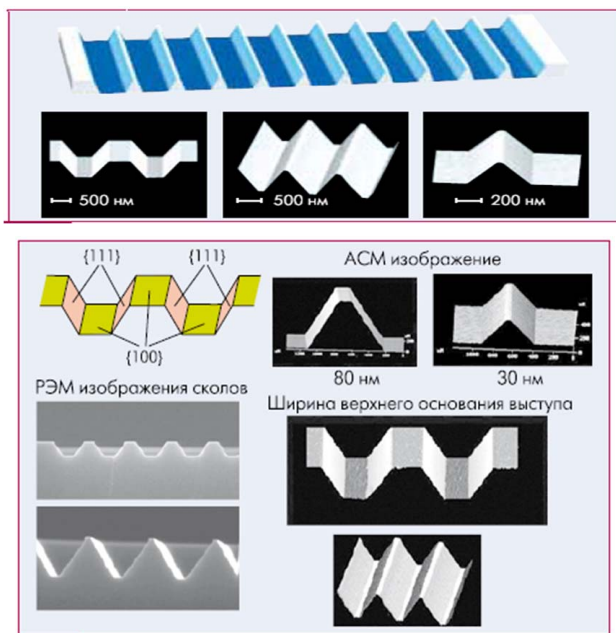 500 нм
500 нм
200 нм
{111}
{111}
{100}
АСМ изображение
80 нм
30 нм
РЭМ изображения сколов
Ширина верхнего основания выступа